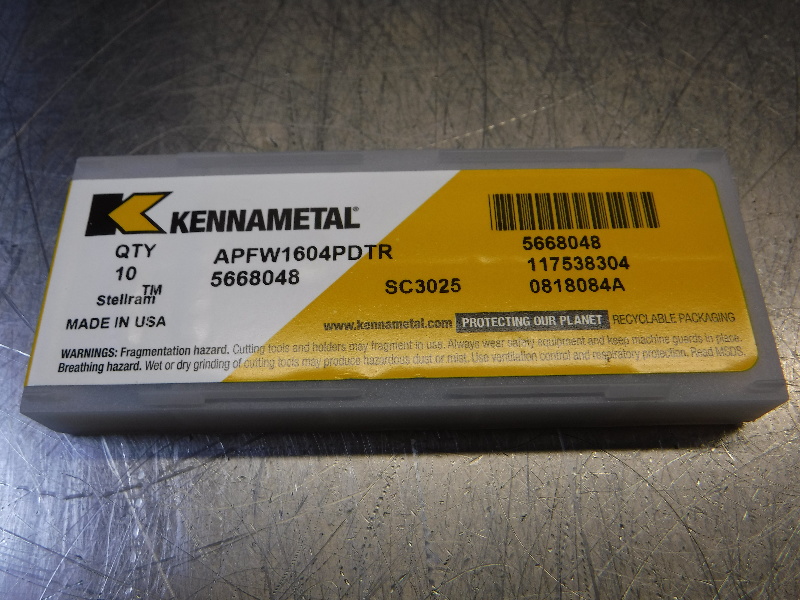 KENNAMETAL®
QTY
10
Stellram™
MADE IN USA
APFW1604PDTR
5668048
SC3025
5668048
117538304
0818084A
www.kennametal.com PROTECTING OUR PLANET RECYCLABLE PACKAGING
WARNINGS: Fragmentation hazard. Cutting tools and holders may fragment in use. Always wear safety equipment and keep machine guards in place.
Breathing hazard. Wet or dry grinding of cutting tools may produce hazardous dust or mist. Use ventilation control and respiratory protection. Read MSDS.